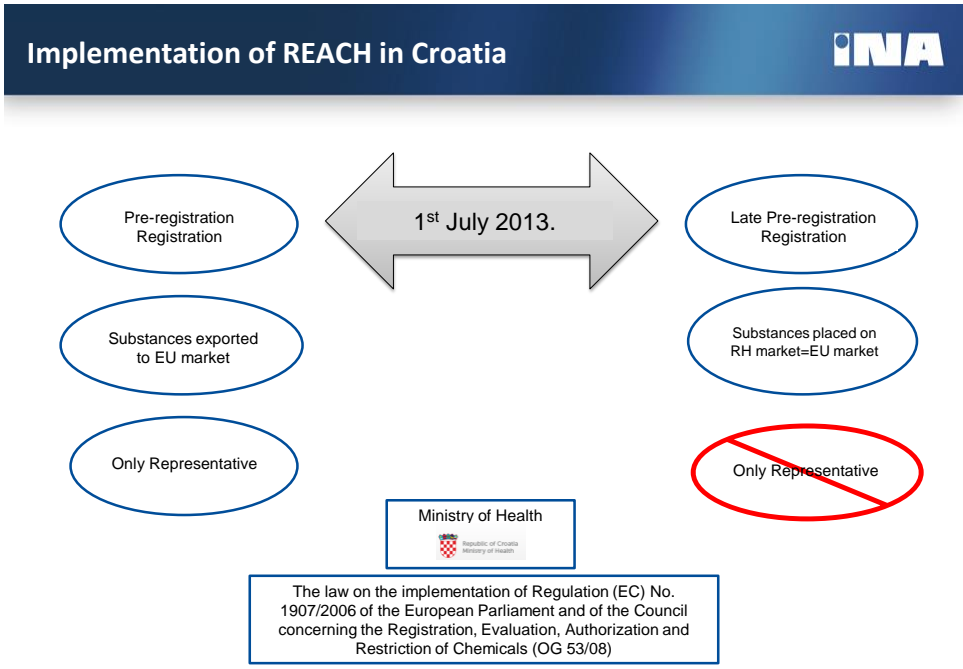 Implementation of REACH in Croatia
INA
1st July 2013.
Pre-registration
Registration
Late Pre-registration
Registration
Substances exported
to EU market
Substances placed on
RH market=EU market
Only Representative
Only Representative
Ministry of Health
Republic of Croatia
Ministry of Health
The law on the implementation of Regulation (EC) No.
1907/2006 of the European Parliament and of the Council
concerning the Registration, Evaluation, Authorization and
Restriction of Chemicals (OG 53/08)